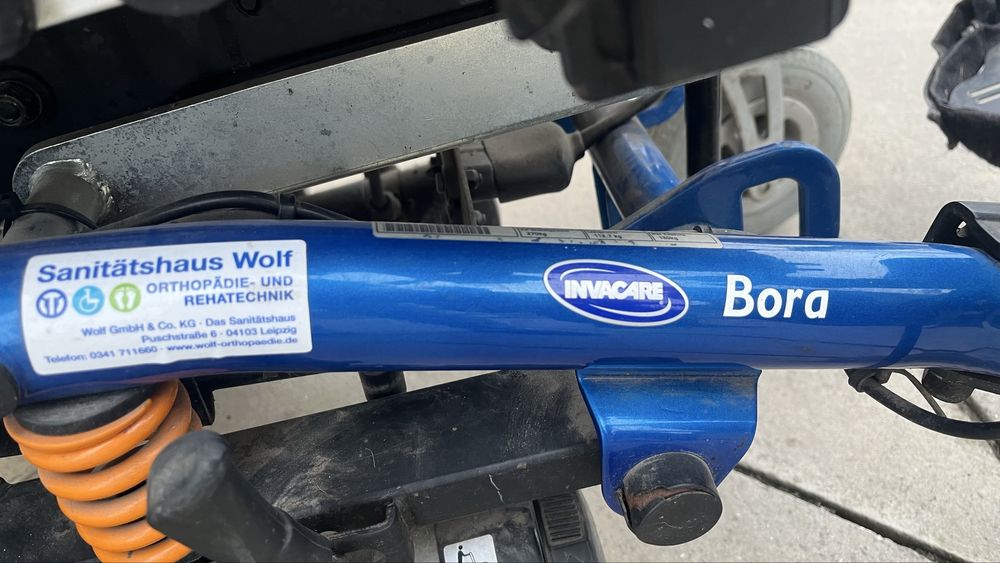 Sanitätshaus Wolf
ORTHOPÄDIE- UND
REHATECHNIK
Wolf GmbH & Co. KG · Das Sanitätshaus
Puschstraße 6 · 04103 Leipzig
Telefon: 0341 711660 · www.wolf-orthopaedie.de
INVACARE
Bora